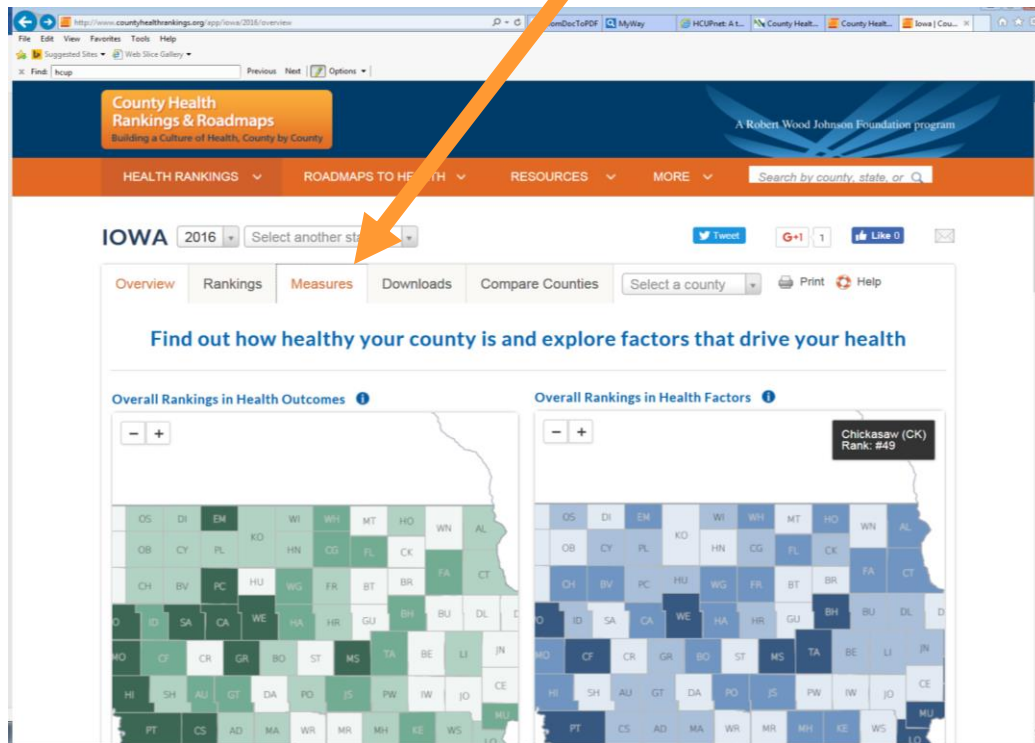 http://www.countyhealthrankings.org/app/iowa/2016/overview
omDocToPDF MyWay HCUPnet: A t... County Healt... County Healt... Iowa | Cou...
File Edit View Favorites Tools Help
Suggested Sites Web Slice Gallery
Find: hcup Previous Next Options
County Health
Rankings & Roadmaps
Building a Culture of Health, County by County
A Robert Wood Johnson Foundation program
HEALTH RANKINGS ROADMAPS TO HE TH RESOURCES MORE Search by county, state, or
IOWA 2016 Select another sta
Tweet G+1 1 Like 0
Overview Rankings Measures Downloads Compare Counties Select a county Print Help
Find out how healthy your county is and explore factors that drive your health
Overall Rankings in Health Outcomes Overall Rankings in Health Factors
− + − +
Chickasaw (CK)
Rank: #49
OS DI EM WI WH MT HO WN AL OS DI EM WI WH MT HO WN AL
KO KO
OB CY PL HN CG FL CK OB CY PL HN CG FL CK
CH BV PC HU WG FR BT BR FA CT CH BV PC HU WG FR BT BR FA CT
O ID SA CA WE HA HR GU BH BU DL D O ID SA CA WE HA HR GU BH BU DL D
MO CF CR GR BO ST MS TA BE LI JN MO CF CR GR BO ST MS TA BE LI JN
HI SH AU GT DA PO JS PW IW JO CE HI SH AU GT DA PO JS PW IW JO CE
MU MU
PT CS AD MA WR MR MH KE WS LO PT CS AD MA WR MR MH KE WS LO